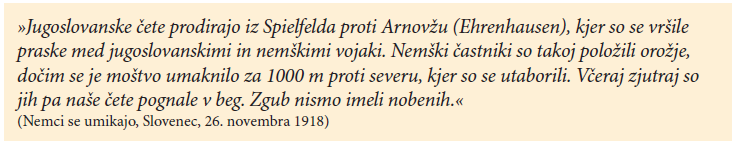 »Jugoslovanske čete prodirajo iz Spielfelda proti Arnovžu (Ehrenhausen), kjer so se vršile
praske med jugoslovanskimi in nemškimi vojaki. Nemški častniki so takoj položili orožje,
dočim se je moštvo umaknilo za 1000 m proti severu, kjer so se utaborili. Včeraj zjutraj so
jih pa naše čete pognale v beg. Zgub nismo imeli nobenih.«
(Nemci se umikajo, Slovenec, 26. novembra 1918)